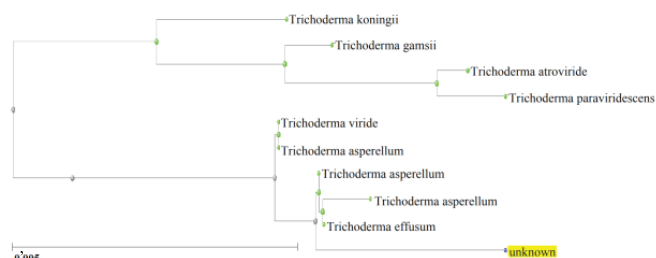 Trichoderma koningii
Trichoderma gamsii
Trichoderma atroviride
Trichoderma paraviridescens
Trichoderma viride
Trichoderma asperellum
Trichoderma asperellum
Trichoderma asperellum
Trichoderma effusum
unknown